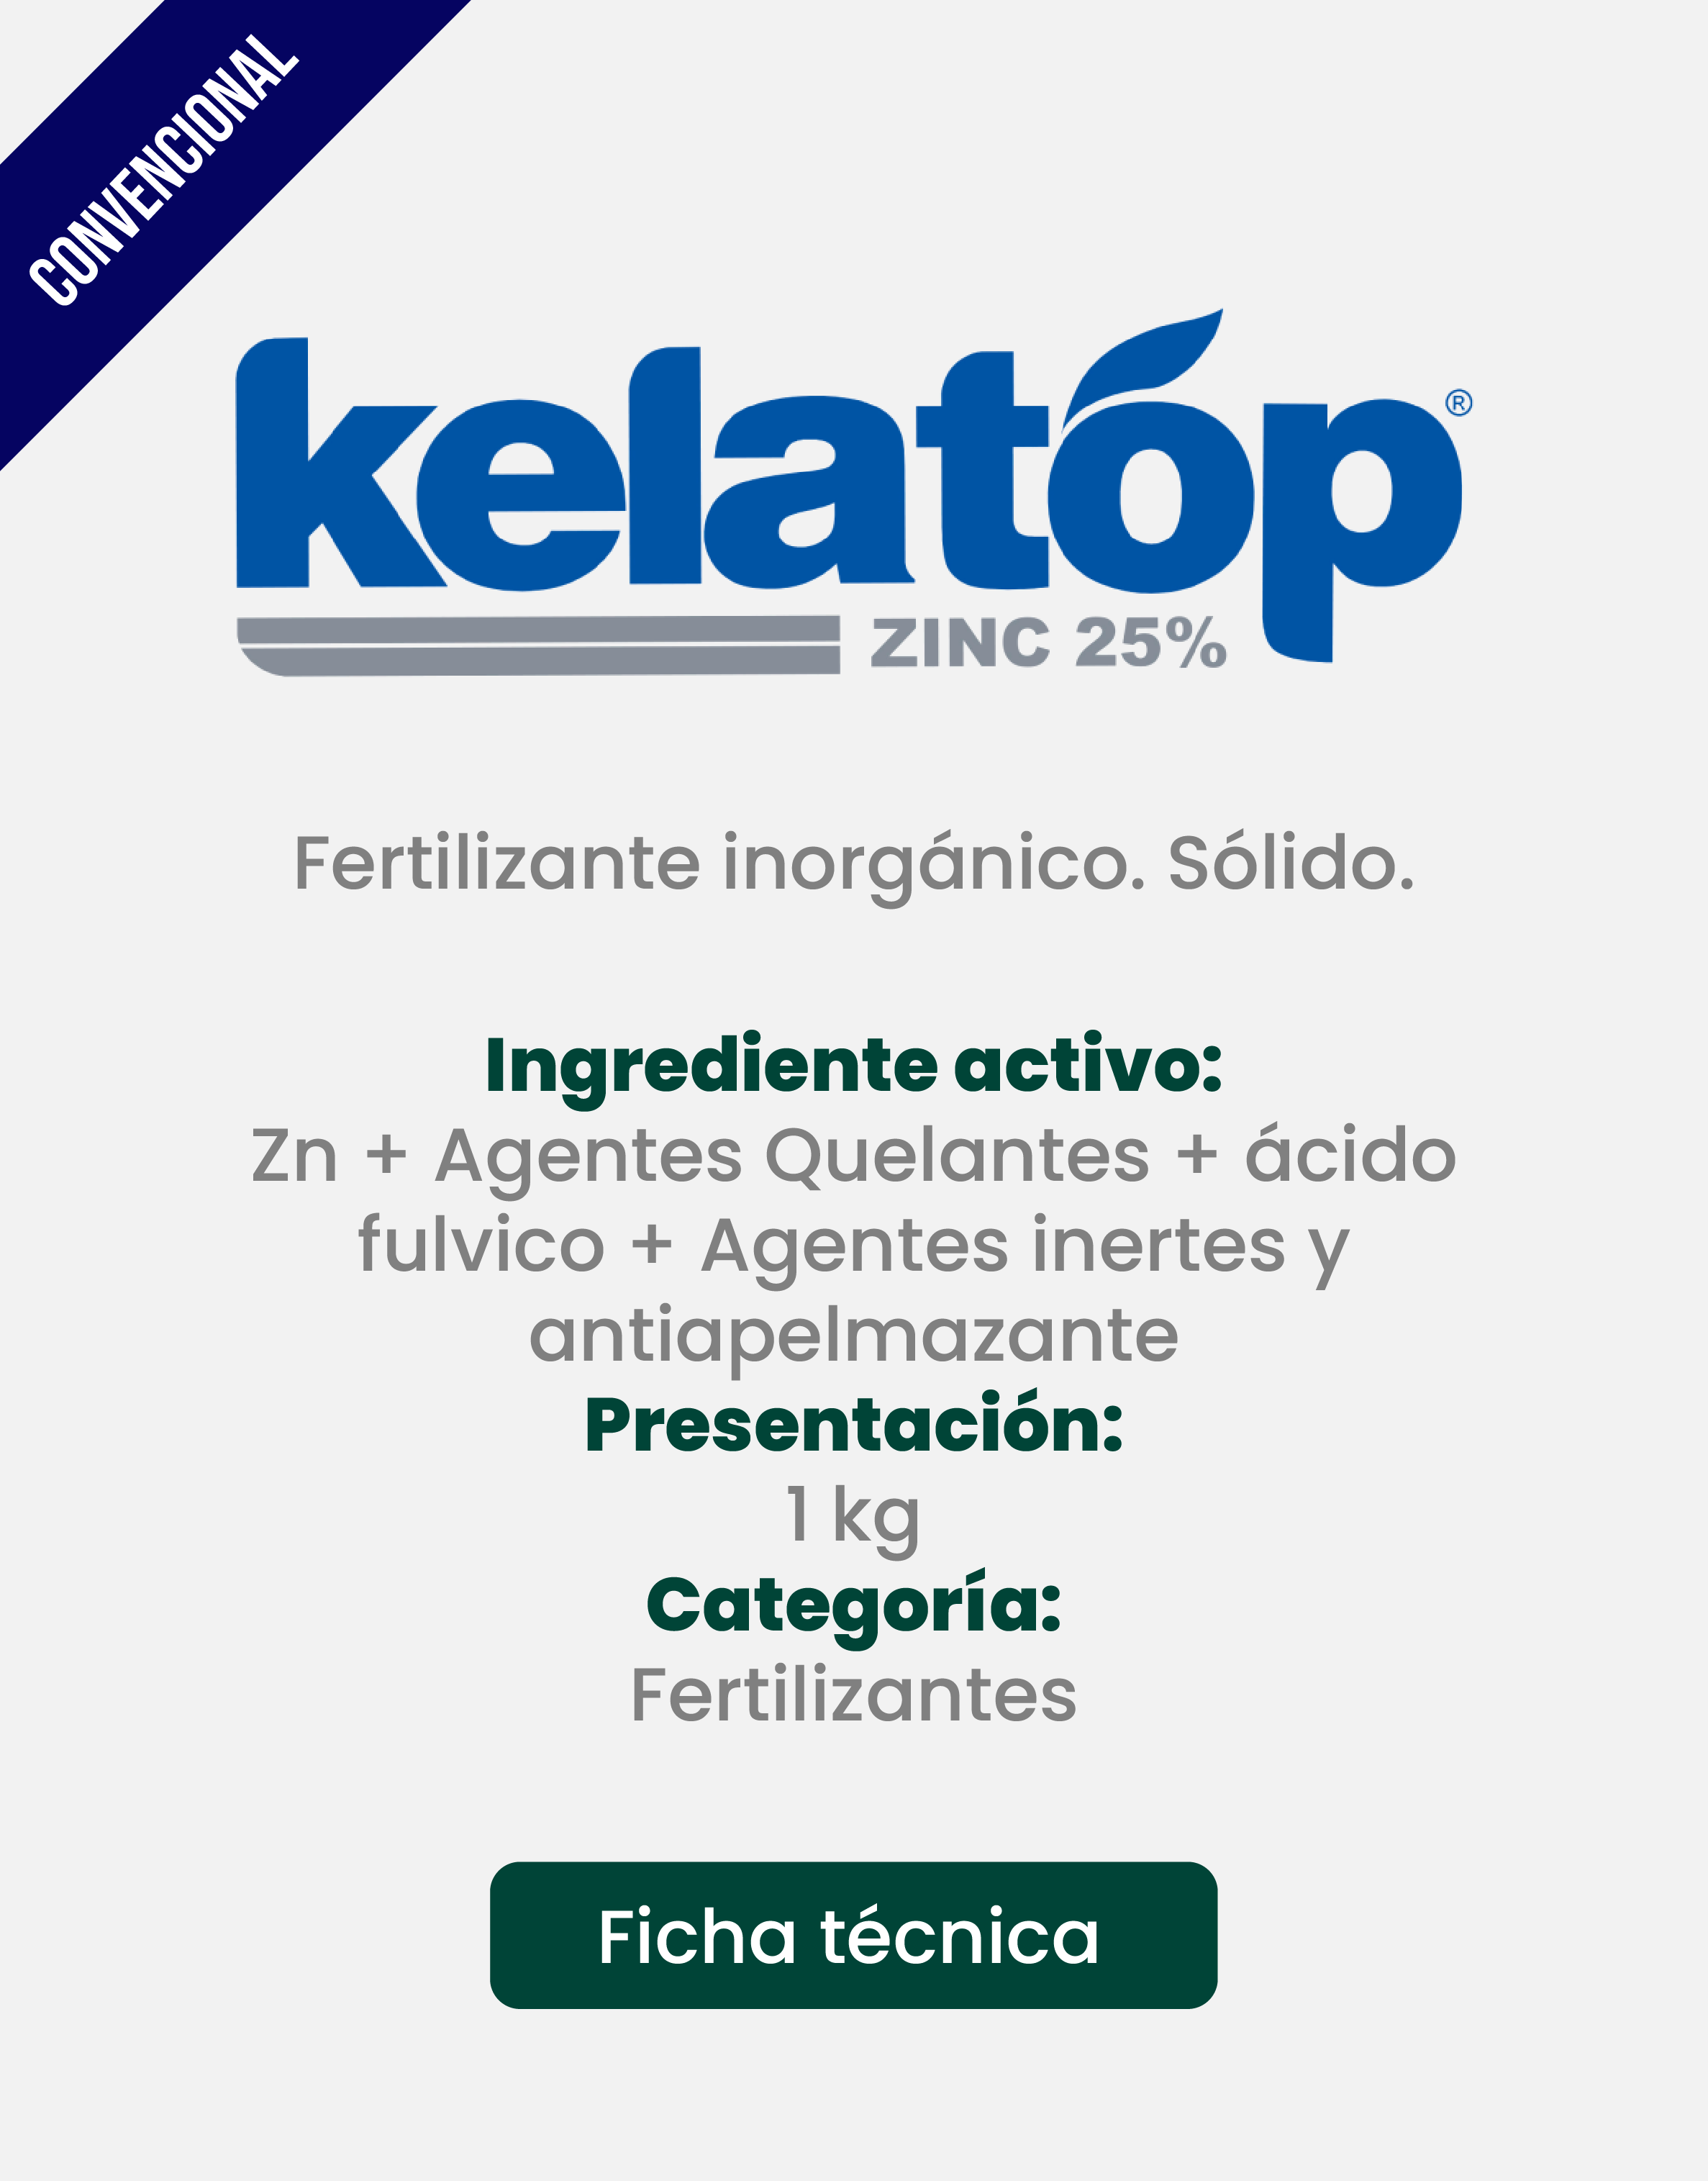 CONVENCIONAL
kelatop®
ZINC 25%
Fertilizante inorgánico. Sólido.
Ingrediente activo:
Zn + Agentes Quelantes + ácido
fulvico + Agentes inertes y
antiapelmazante
Presentación:
1 kg
Categoría:
Fertilizantes
Ficha técnica